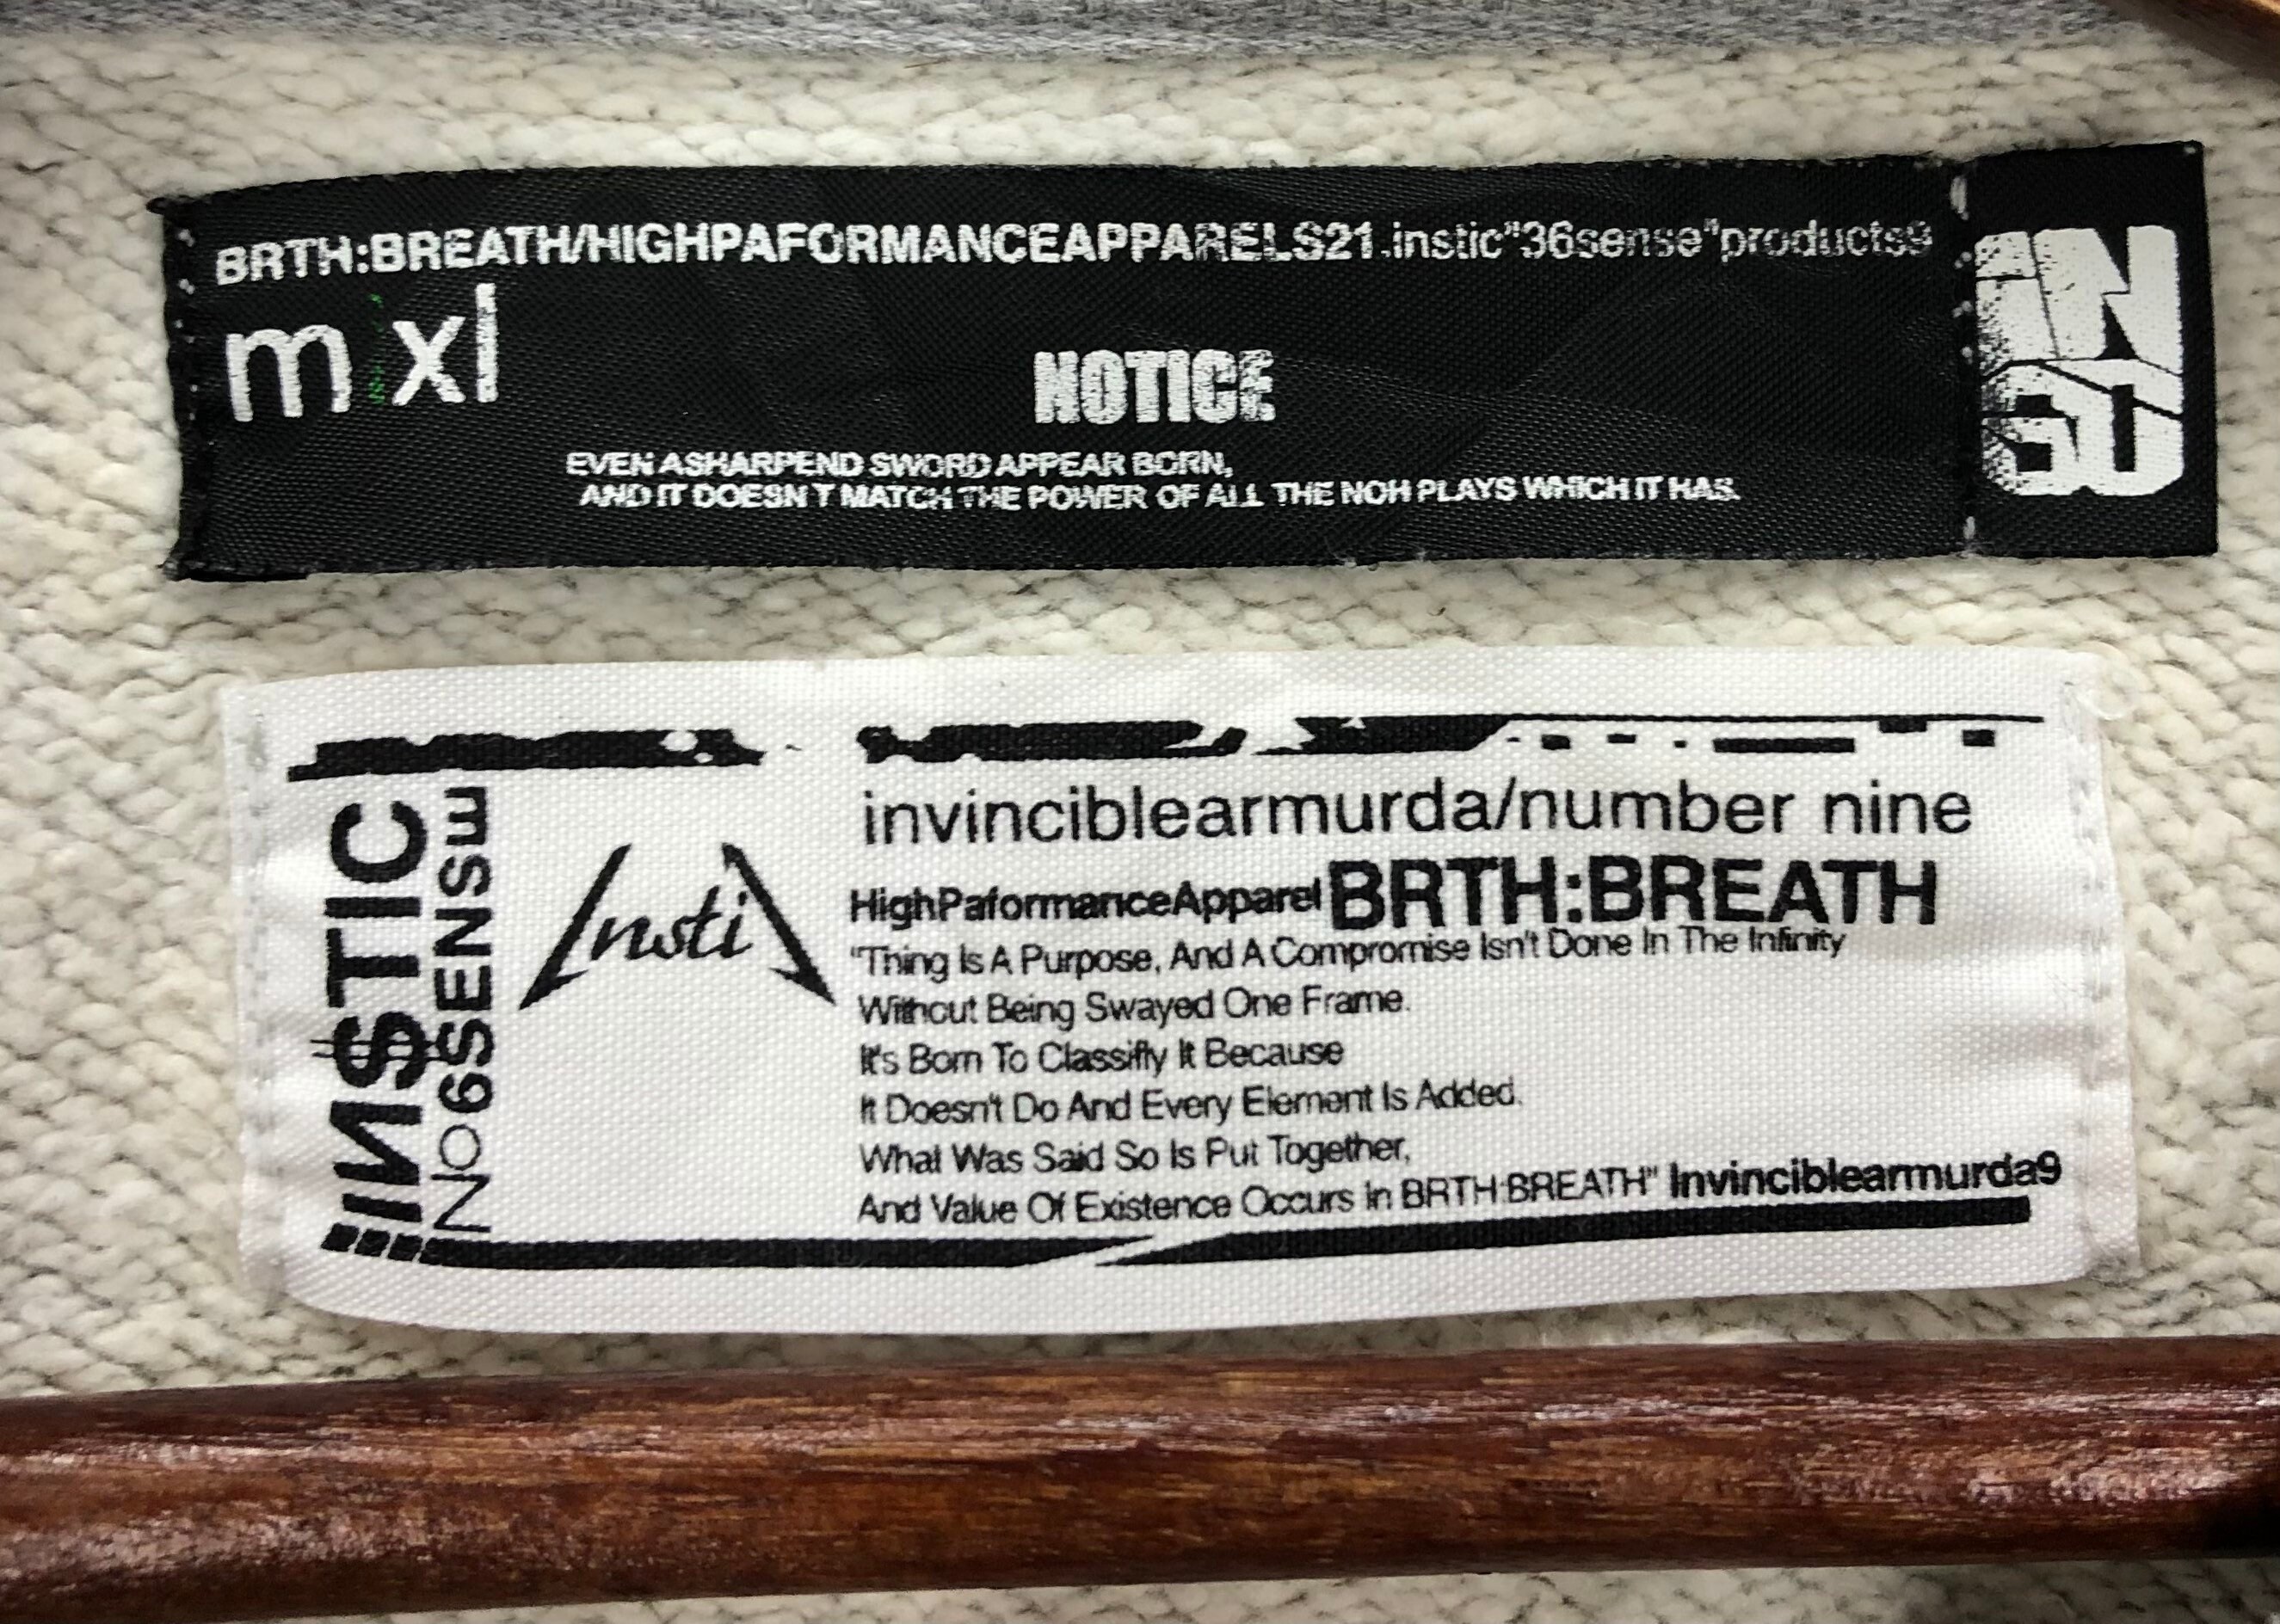 BRTH:BREATH/HIGHPAFORMANCEAPPARELS21.instic"36sense"products9
m xl
NOTICE
EVEN ASHARPEND SWORD APPEAR BORN,
AND IT DOESN T MATCH THE POWER OF ALL THE NOH PLAYS WHICH IT HAS.
INSTIC
No6SENSE
Insti
invinciblearmurda/number nine
HighPaformanceApparel BRTH:BREATH
"Thing Is A Purpose, And A Compromise Isn't Done In The Infinity
Without Being Swayed One Frame.
It's Born To Classifly It Because
It Doesn't Do And Every Element Is Added.
What Was Said So Is Put Together,
And Value Of Existence Occurs In BRTH:BREATH" Invinciblearmurda9